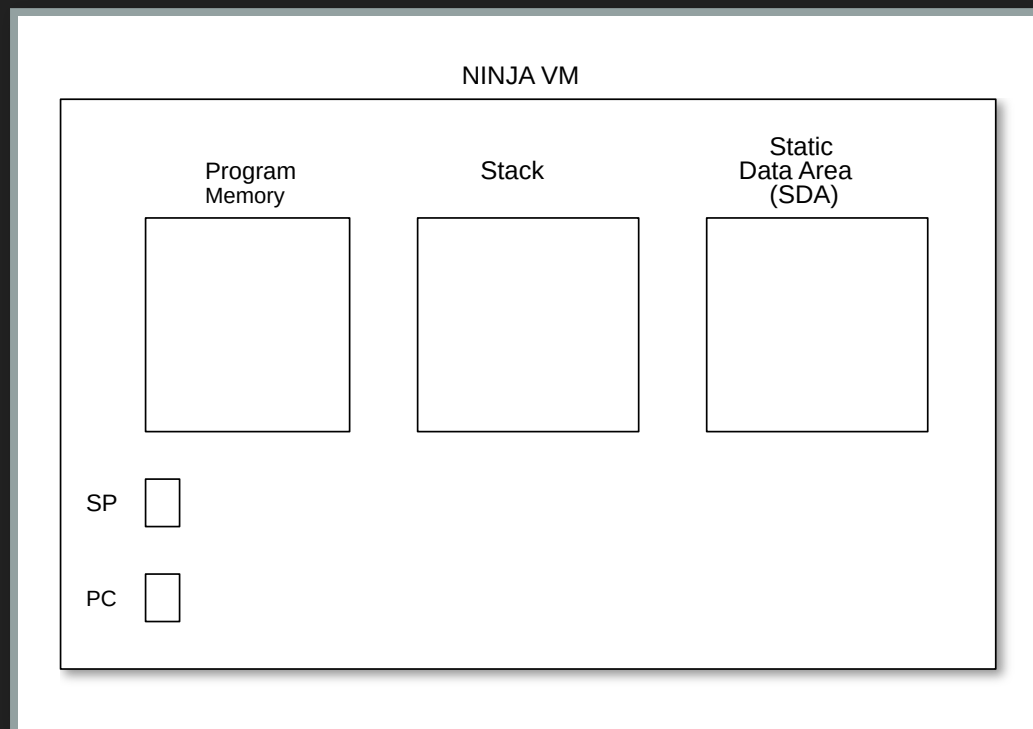 NINJA VM
Program
Memory
Stack
Static
Data Area
(SDA)
SP
PC